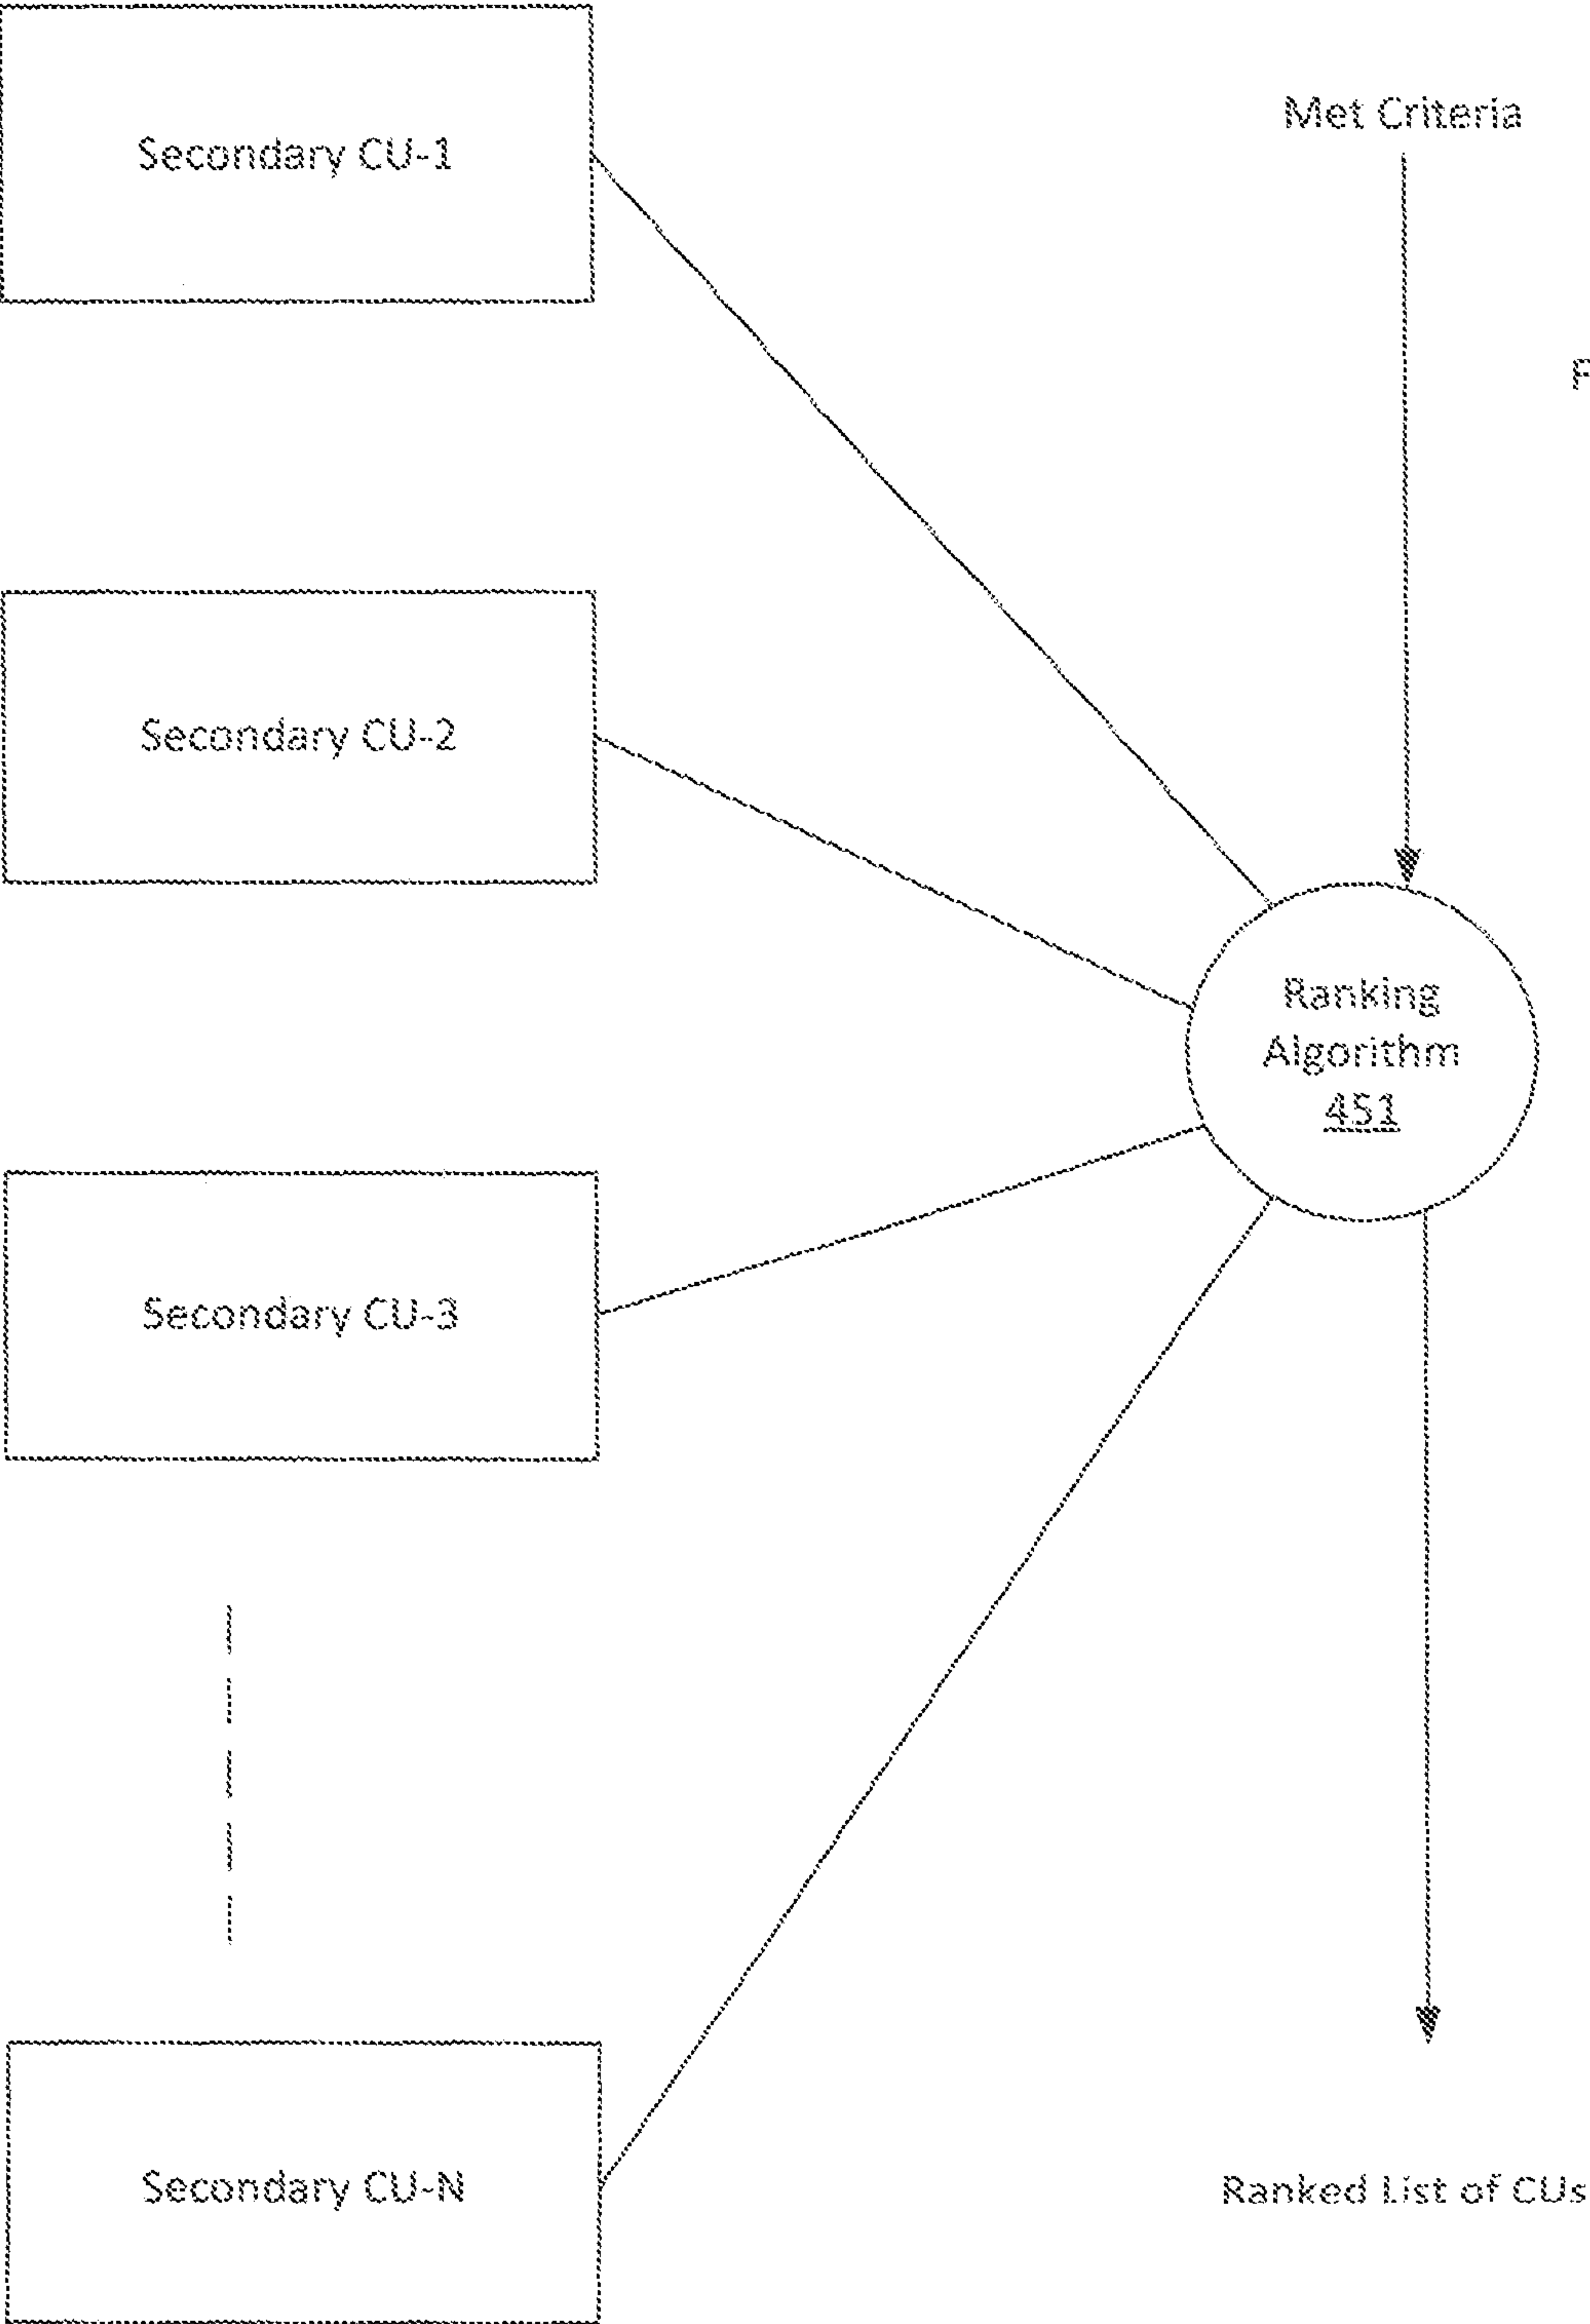 Secondary CU-1
Met Criteria
Secondary CU-2
Ranking
Algorithm
451
Secondary CU-3
Secondary CU-N
Ranked List of CUs